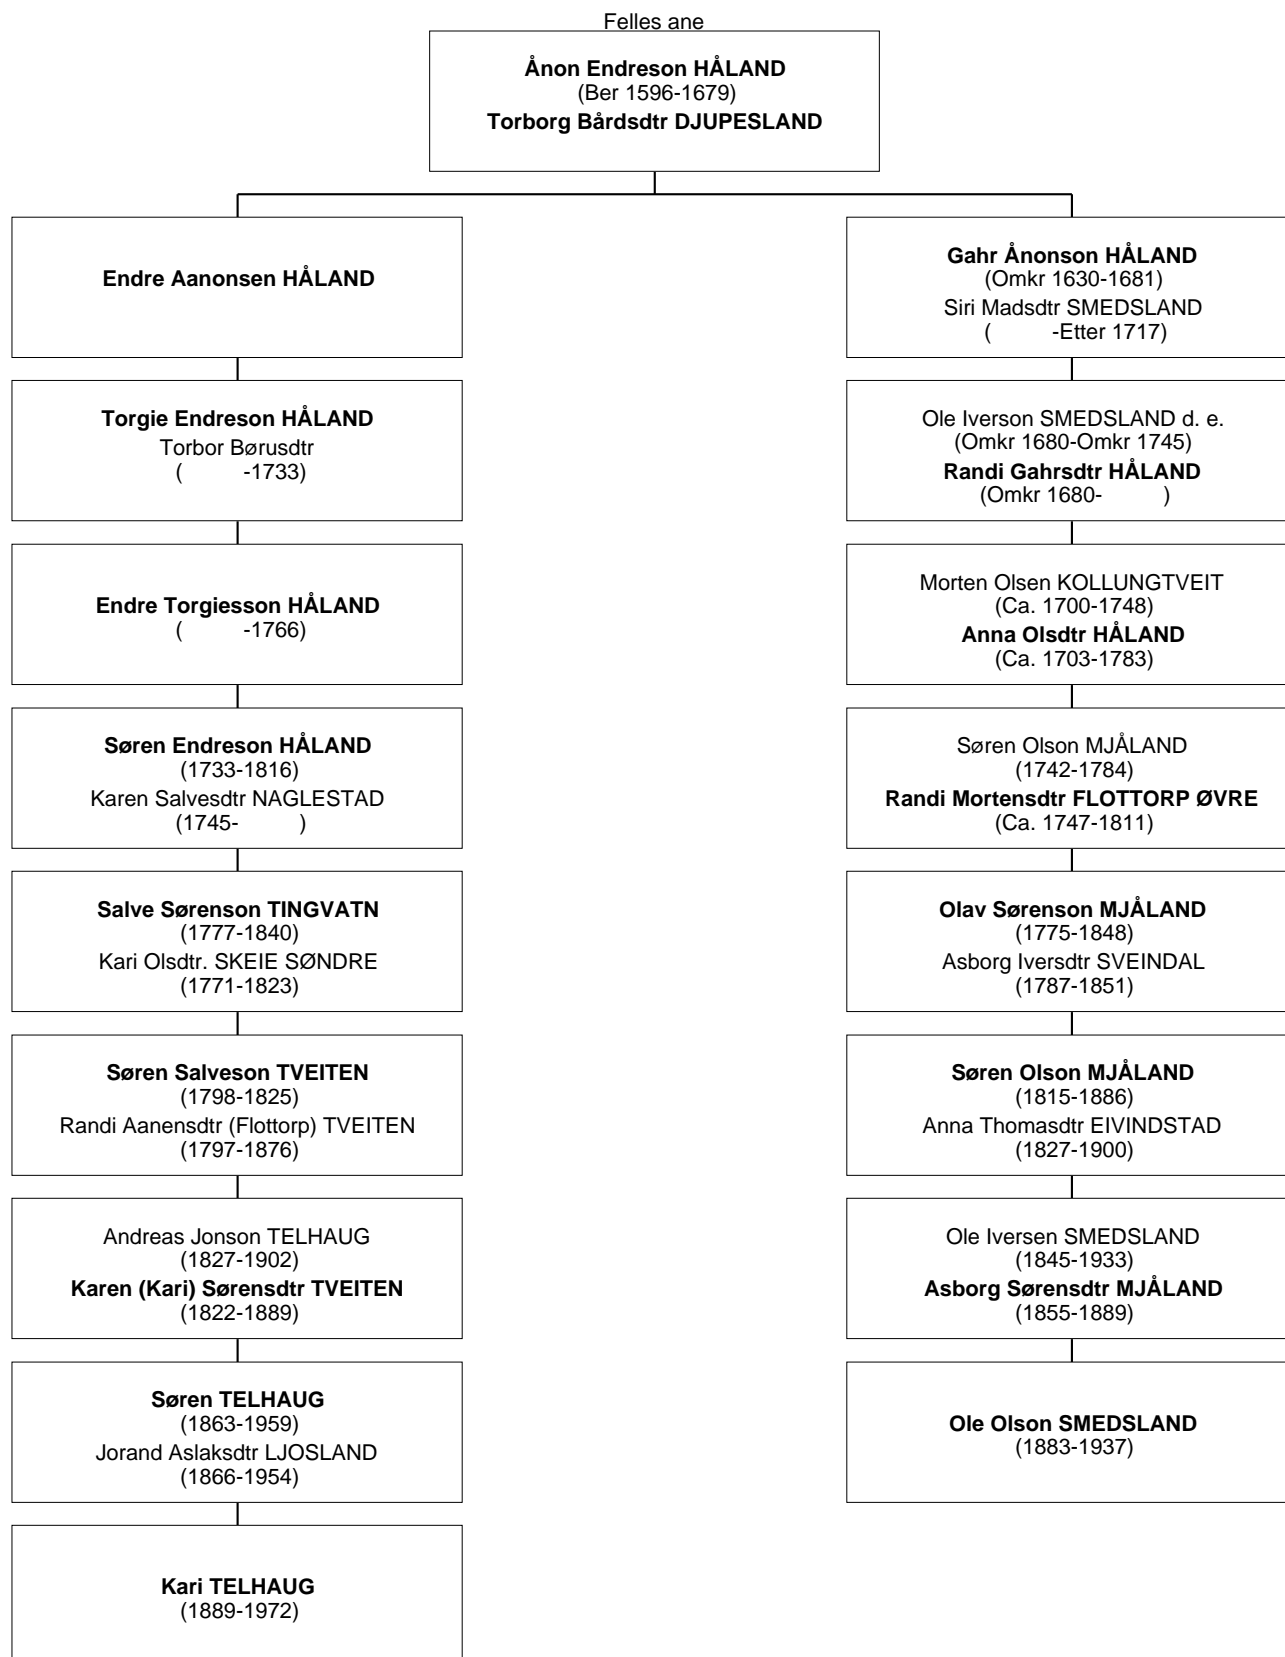 Felles ane
Ånon Endreson HÅLAND
(Ber 1596-1679)
Torborg Bårdsdtr DJUPESLAND
Endre Aanonsen HÅLAND
Torgie Endreson HÅLAND
Torbor Børusdtr
(          -1733)
Endre Torgiesson HÅLAND
(          -1766)
Søren Endreson HÅLAND
(1733-1816)
Karen Salvesdtr NAGLESTAD
(1745-          )
Salve Sørenson TINGVATN
(1777-1840)
Kari Olsdtr. SKEIE SØNDRE
(1771-1823)
Søren Salveson TVEITEN
(1798-1825)
Randi Aanensdtr (Flottorp) TVEITEN
(1797-1876)
Andreas Jonson TELHAUG
(1827-1902)
Karen (Kari) Sørensdtr TVEITEN
(1822-1889)
Søren TELHAUG
(1863-1959)
Jorand Aslaksdtr LJOSLAND
(1866-1954)
Kari TELHAUG
(1889-1972)
Gahr Ånonson HÅLAND
(Omkr 1630-1681)
Siri Madsdtr SMEDSLAND
(          -Etter 1717)
Ole Iverson SMEDSLAND d. e.
(Omkr 1680-Omkr 1745)
Randi Gahrsdtr HÅLAND
(Omkr 1680-          )
Morten Olsen KOLLUNGTVEIT
(Ca. 1700-1748)
Anna Olsdtr HÅLAND
(Ca. 1703-1783)
Søren Olson MJÅLAND
(1742-1784)
Randi Mortensdtr FLOTTORP ØVRE
(Ca. 1747-1811)
Olav Sørenson MJÅLAND
(1775-1848)
Asborg Iversdtr SVEINDAL
(1787-1851)
Søren Olson MJÅLAND
(1815-1886)
Anna Thomasdtr EIVINDSTAD
(1827-1900)
Ole Iversen SMEDSLAND
(1845-1933)
Asborg Sørensdtr MJÅLAND
(1855-1889)
Ole Olson SMEDSLAND
(1883-1937)